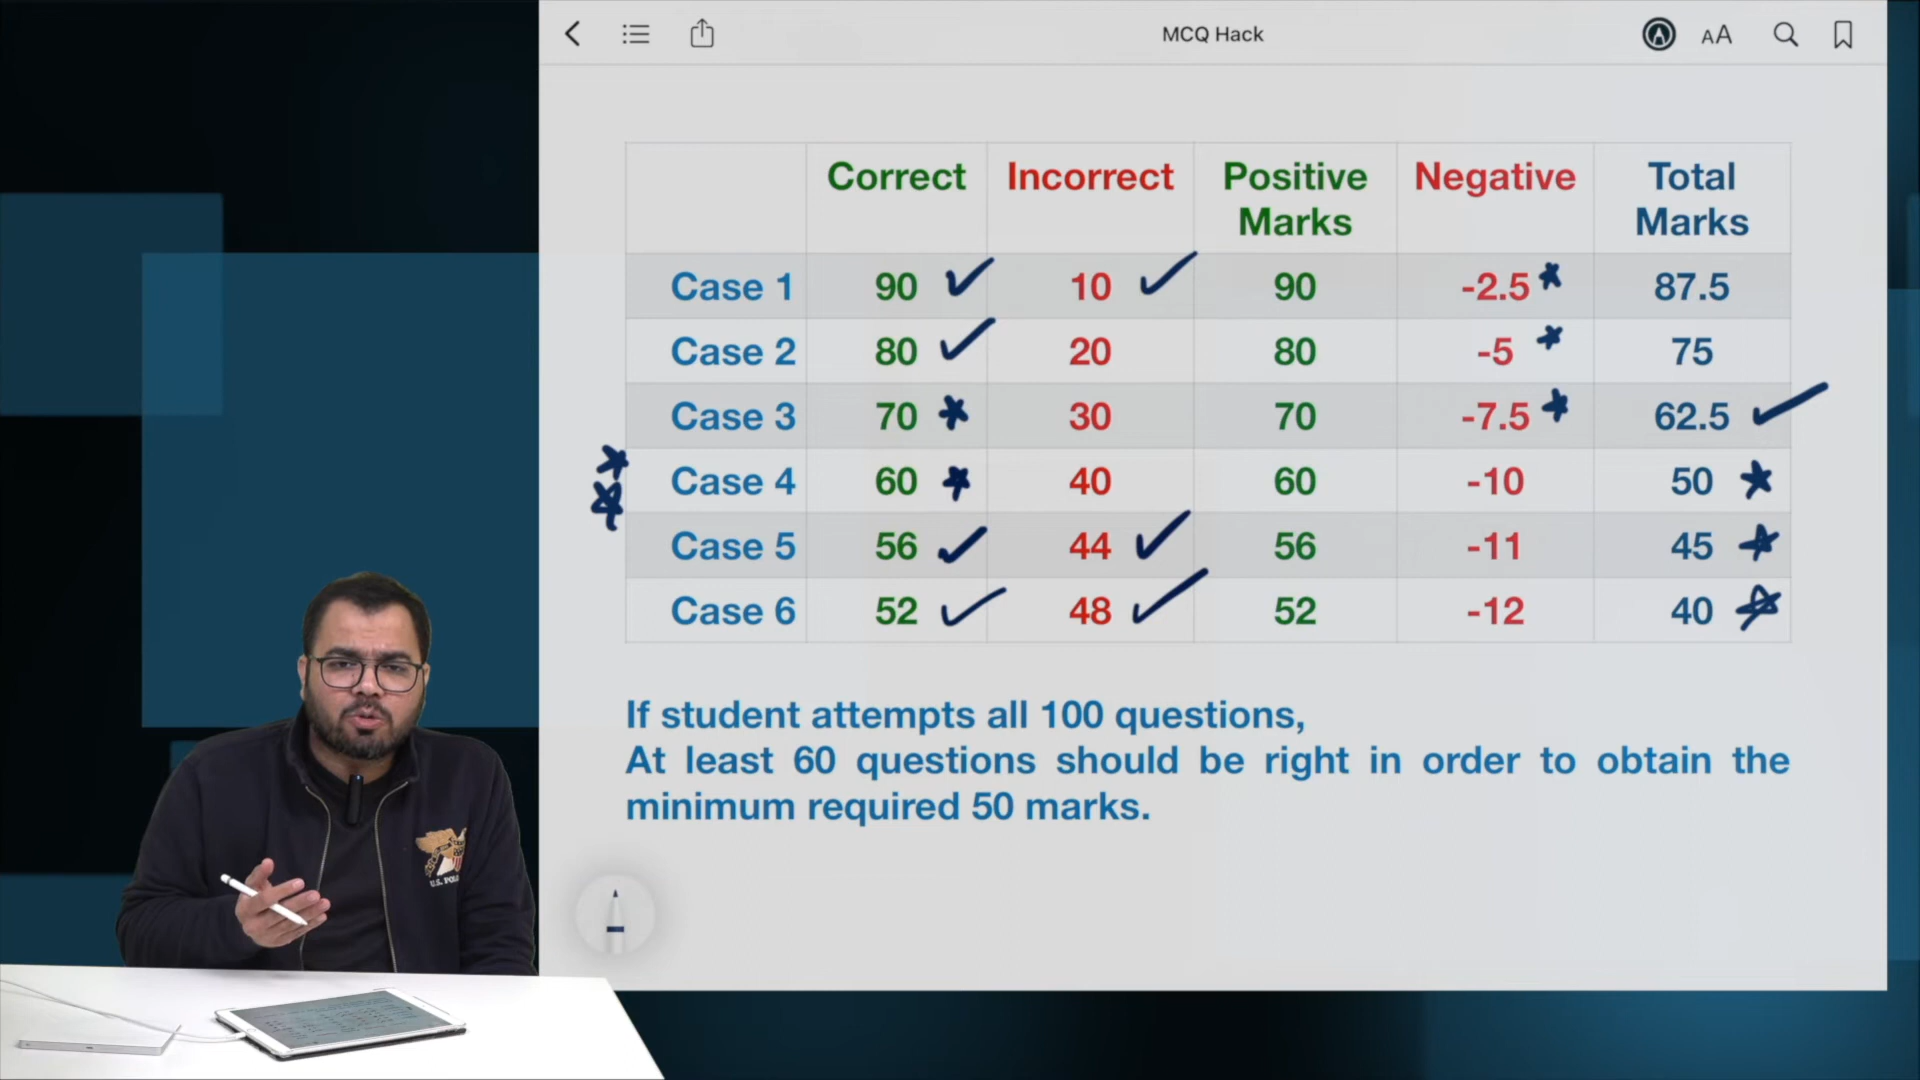 MCQ Hack
AA
Correct Incorrect Positive Marks Negative Total Marks
Case 1 90 10 90 -2.5 87.5
Case 2 80 20 80 -5 75
Case 3 70 30 70 -7.5 62.5
Case 4 60 40 60 -10 50
Case 5 56 44 56 -11 45
Case 6 52 48 52 -12 40
If student attempts all 100 questions,
At least 60 questions should be right in order to obtain the
minimum required 50 marks.